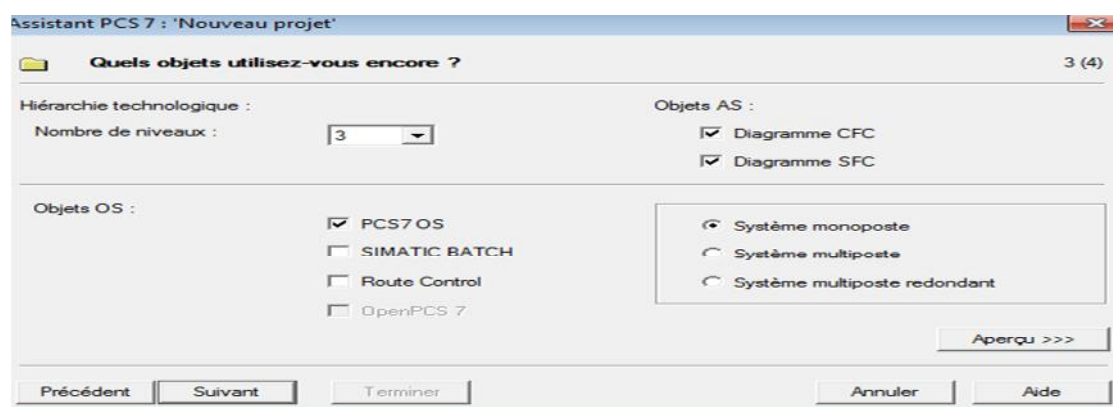 Assistant PCS 7 : 'Nouveau projet'
Quels objets utilisez-vous encore ?
3 (4)
Hiérarchie technologique :
Nombre de niveaux :
3
Objets AS :
Diagramme CFC
Diagramme SFC
Objets OS :
PCS7 OS
SIMATIC BATCH
Route Control
OpenPCS 7
Système monoposte
Système multiposte
Système multiposte redondant
Aperçu >>>
Précédent
Suivant
Terminer
Annuler
Aide